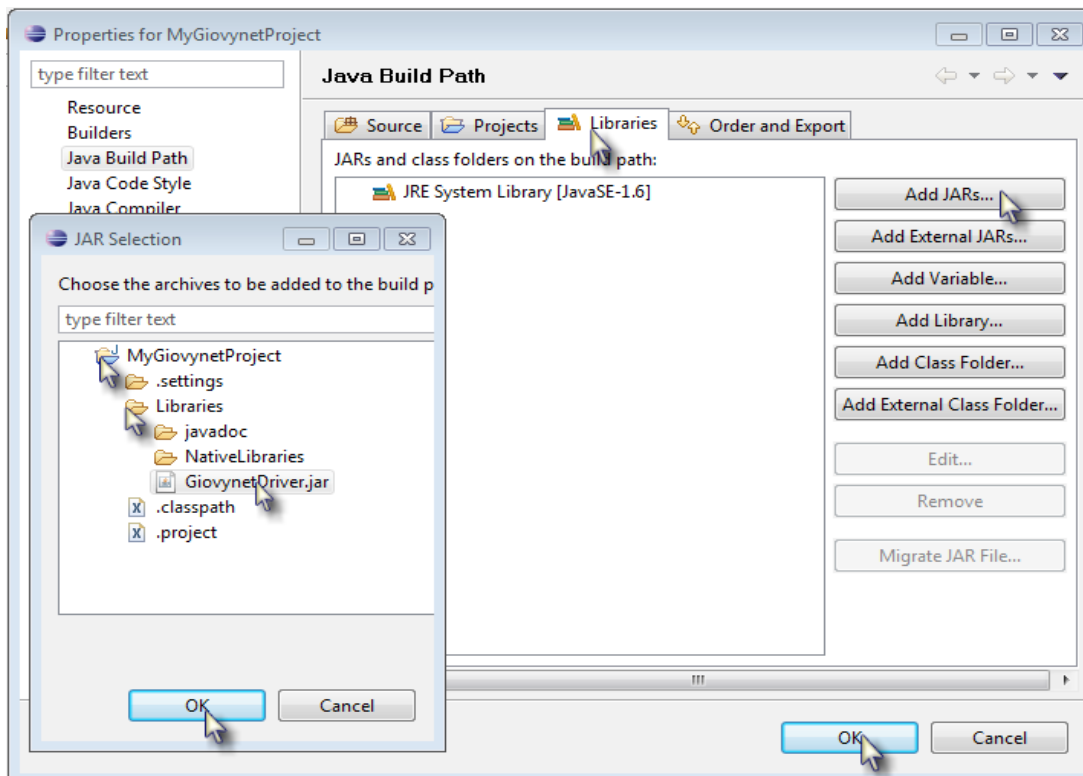 Properties for MyGiovynetProject
type filter text
Resource
Builders
Java Build Path
Java Code Style
Java Compiler
Java Build Path
Source
Projects
Libraries
Order and Export
JARs and class folders on the build path:
JRE System Library [JavaSE-1.6]
Add JARs...
Add External JARs...
Add Variable...
Add Library...
Add Class Folder...
Add External Class Folder...
Edit...
Remove
Migrate JAR File...
OK
Cancel
JAR Selection
Choose the archives to be added to the build p
type filter text
MyGiovynetProject
.settings
Libraries
javadoc
NativeLibraries
GiovynetDriver.jar
.classpath
.project
OK
Cancel